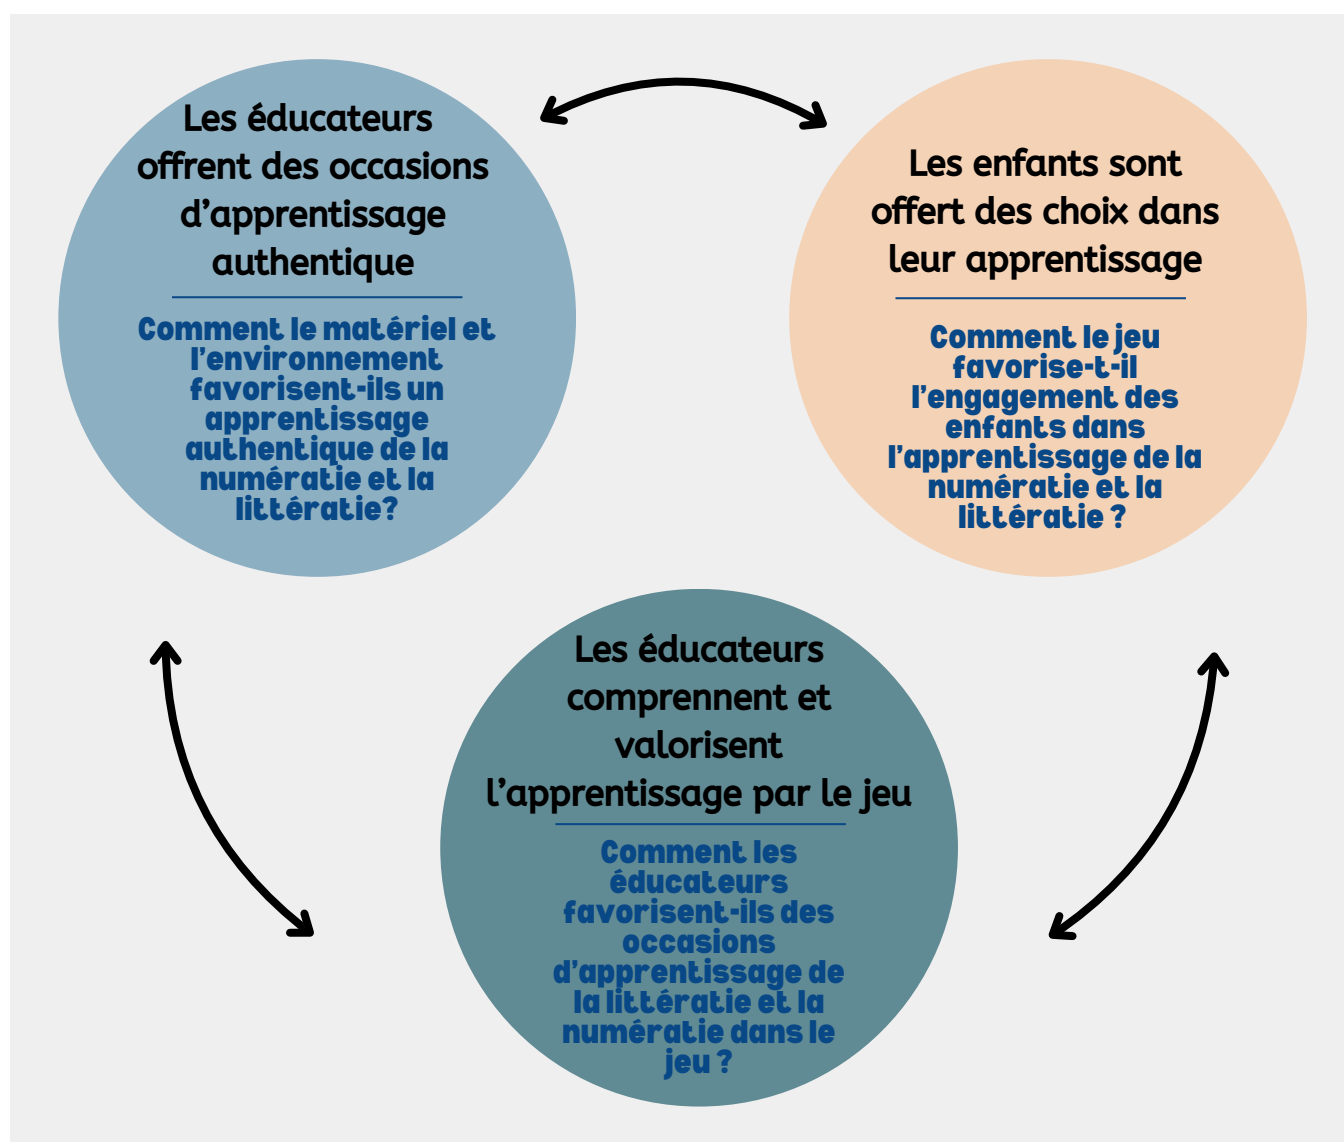 Les éducateurs
offrent des occasions
d’apprentissage
authentique
Comment le matériel et
l’environnement
favorisent-ils un
apprentissage
authentique de la
numératie et la
littératie?
Les enfants sont
offert des choix dans
leur apprentissage
Comment le jeu
favorise-t-il
l’engagement des
enfants dans
l’apprentissage de la
numératie et la
littératie ?
Les éducateurs
comprennent et
valorisent
l’apprentissage par le jeu
Comment les
éducateurs
favorisent-ils des
occasions
d’apprentissage de
la littératie et la
numératie dans le
jeu ?